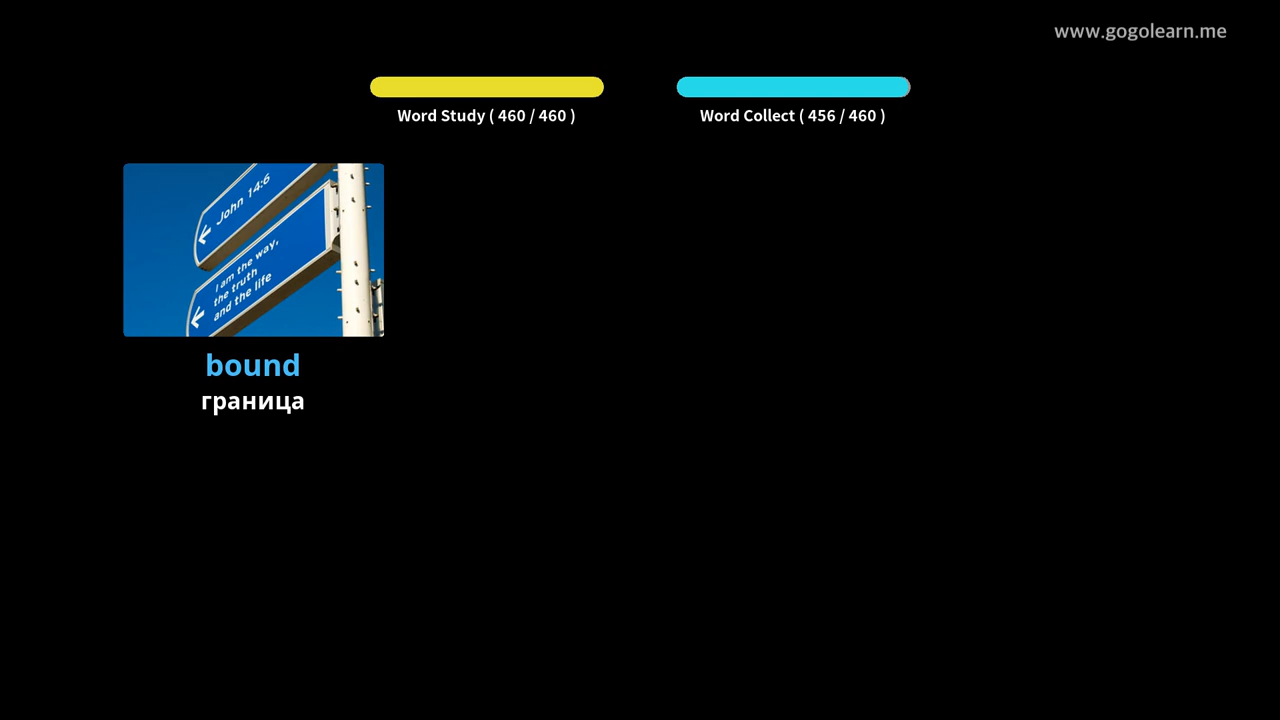 www.gogolearn.me
Word Study ( 460 / 460 )
Word Collect ( 456 / 460 )
John 14:6
I am the way,
the truth
and the life
bound
граница